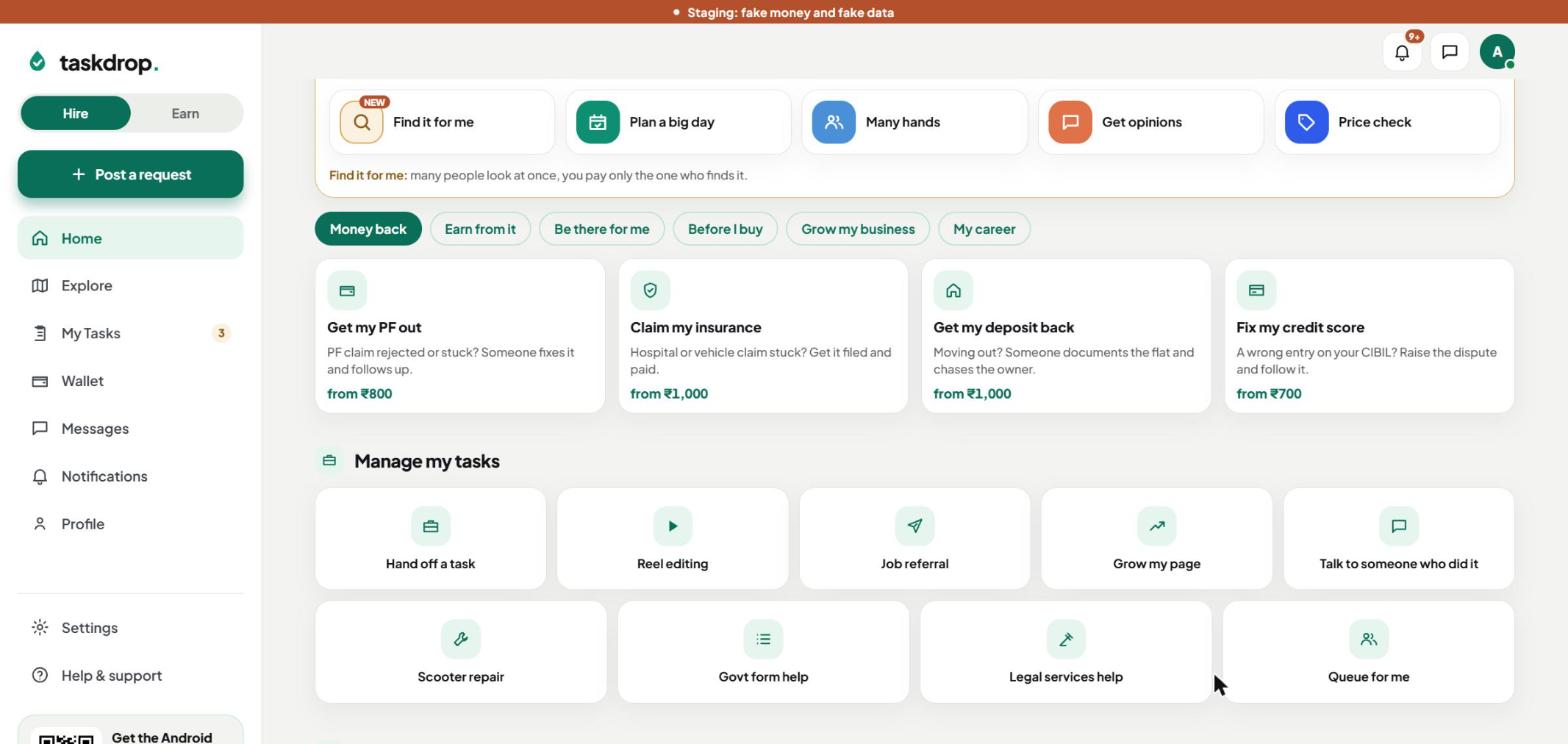 Staging: fake money and fake data
taskdrop.
9+
A
Hire
Earn
Post a request
Home
Explore
My Tasks
3
Wallet
Messages
Notifications
Profile
Settings
Help & support
Get the Android
NEW
Find it for me
Plan a big day
Many hands
Get opinions
Price check
Find it for me: many people look at once, you pay only the one who finds it.
Money back
Earn from it
Be there for me
Before I buy
Grow my business
My career
Get my PF out
PF claim rejected or stuck? Someone fixes it
and follows up.
from ₹800
Claim my insurance
Hospital or vehicle claim stuck? Get it filed and
paid.
from ₹1,000
Get my deposit back
Moving out? Someone documents the flat and
chases the owner.
from ₹1,000
Fix my credit score
A wrong entry on your CIBIL? Raise the dispute
and follow it.
from ₹700
Manage my tasks
Hand off a task
Reel editing
Job referral
Grow my page
Talk to someone who did it
Scooter repair
Govt form help
Legal services help
Queue for me